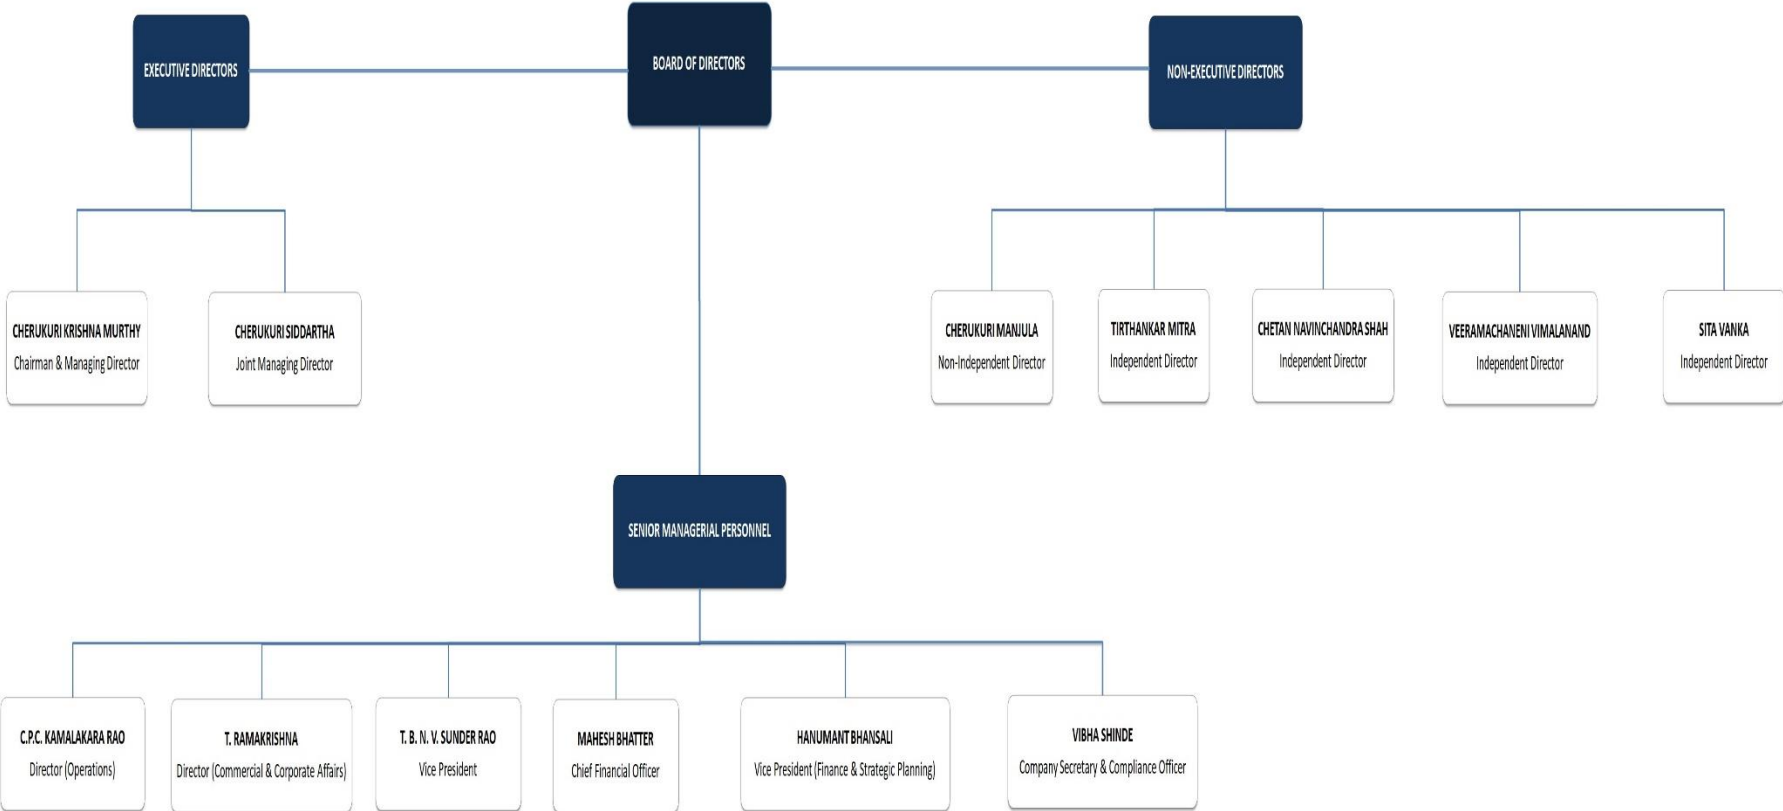 EXECUTIVE DIRECTORS
BOARD OF DIRECTORS
NON-EXECUTIVE DIRECTORS
CHERUKURI KRISHNA MURTHY
Chairman & Managing Director
CHERUKURI SIDDARTHA
Joint Managing Director
CHERUKURI MANJULA
Non-Independent Director
TIRTHANKAR MITRA
Independent Director
CHETAN NAVINCHANDRA SHAH
Independent Director
VEERAMACHANENI VIMALANAND
Independent Director
SITA VANKA
Independent Director
SENIOR MANAGERIAL PERSONNEL
C.P.C. KAMALAKARA RAO
Director (Operations)
T. RAMAKRISHNA
Director (Commercial & Corporate Affairs)
T. B. N. V. SUNDER RAO
Vice President
MAHESH BHATTER
Chief Financial Officer
HANUMANT BHANSALI
Vice President (Finance & Strategic Planning)
VIBHA SHINDE
Company Secretary & Compliance Officer